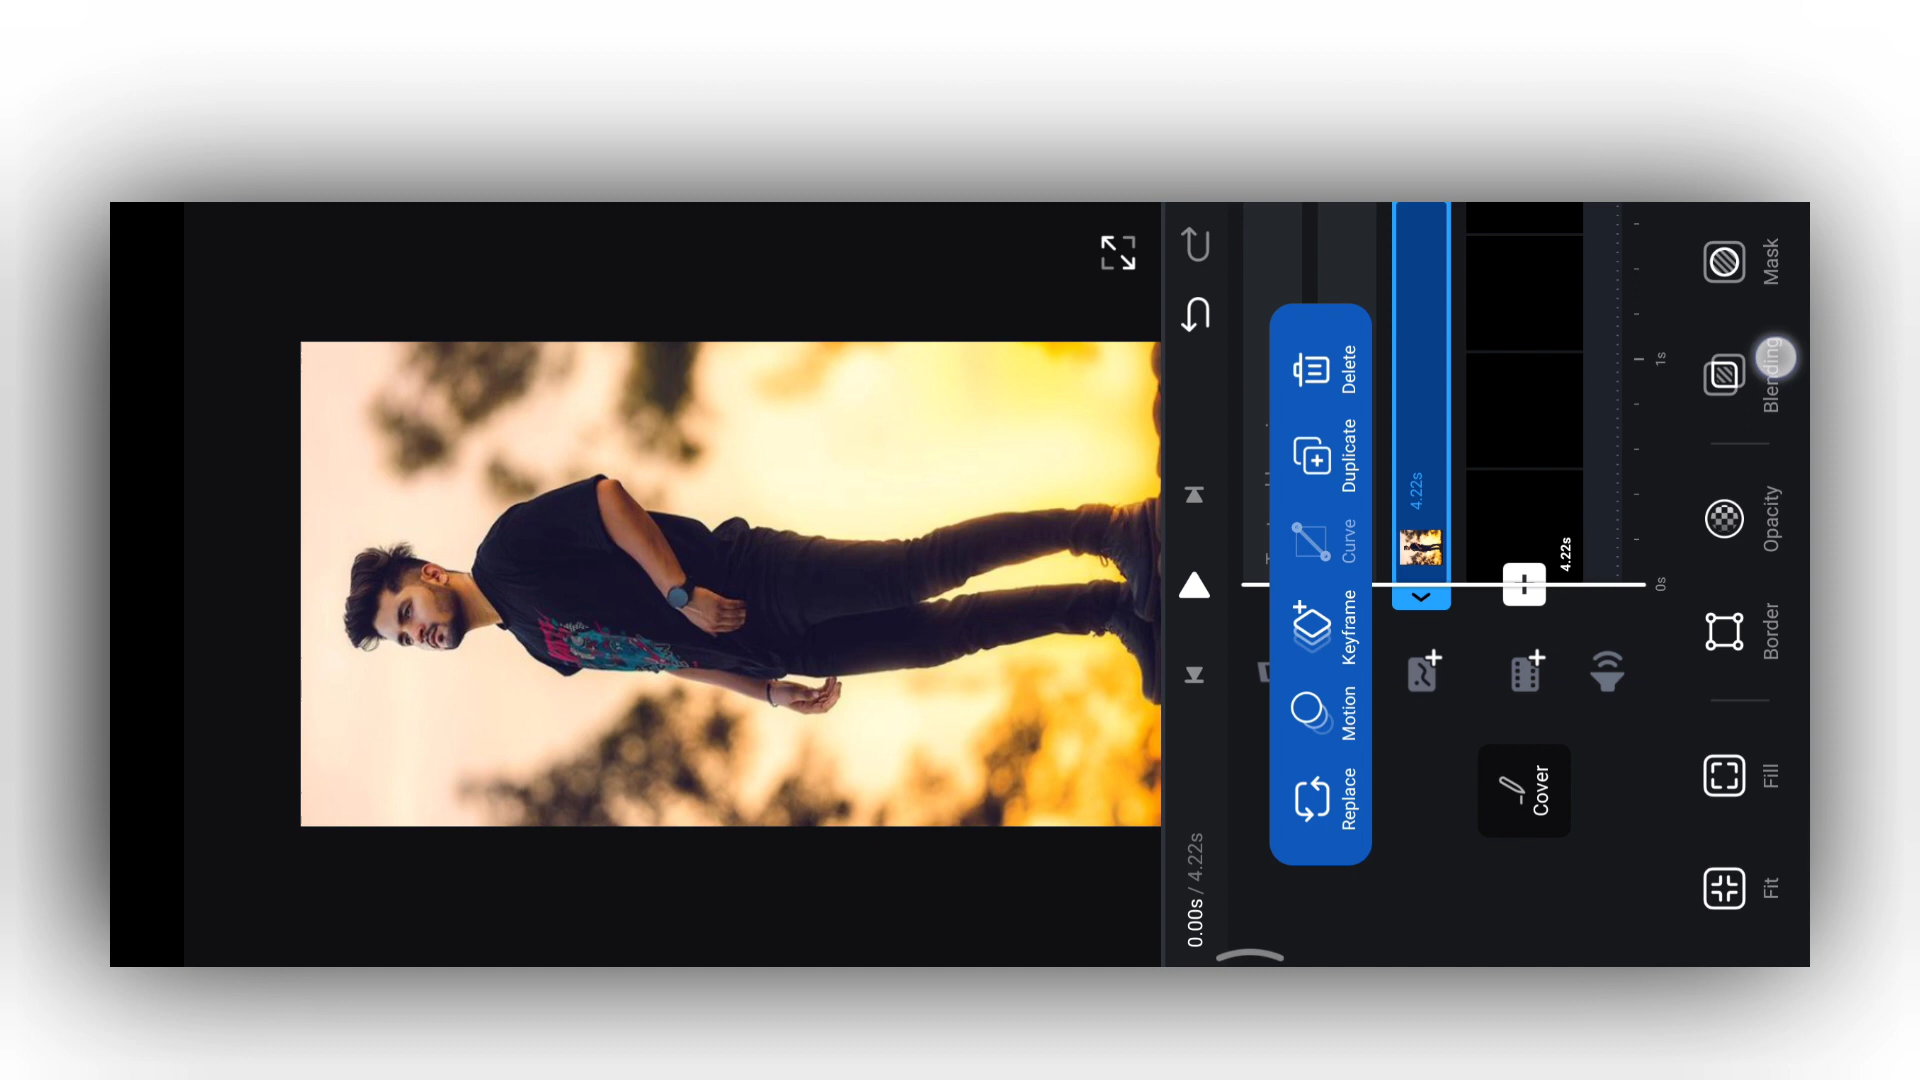 0.00s / 4.22s
Replace
Motion
Keyframe
Curve
Duplicate
Delete
4.22s
Cover
4.22s
0s
1s
Fit
Fill
Border
Opacity
Blending
Mask